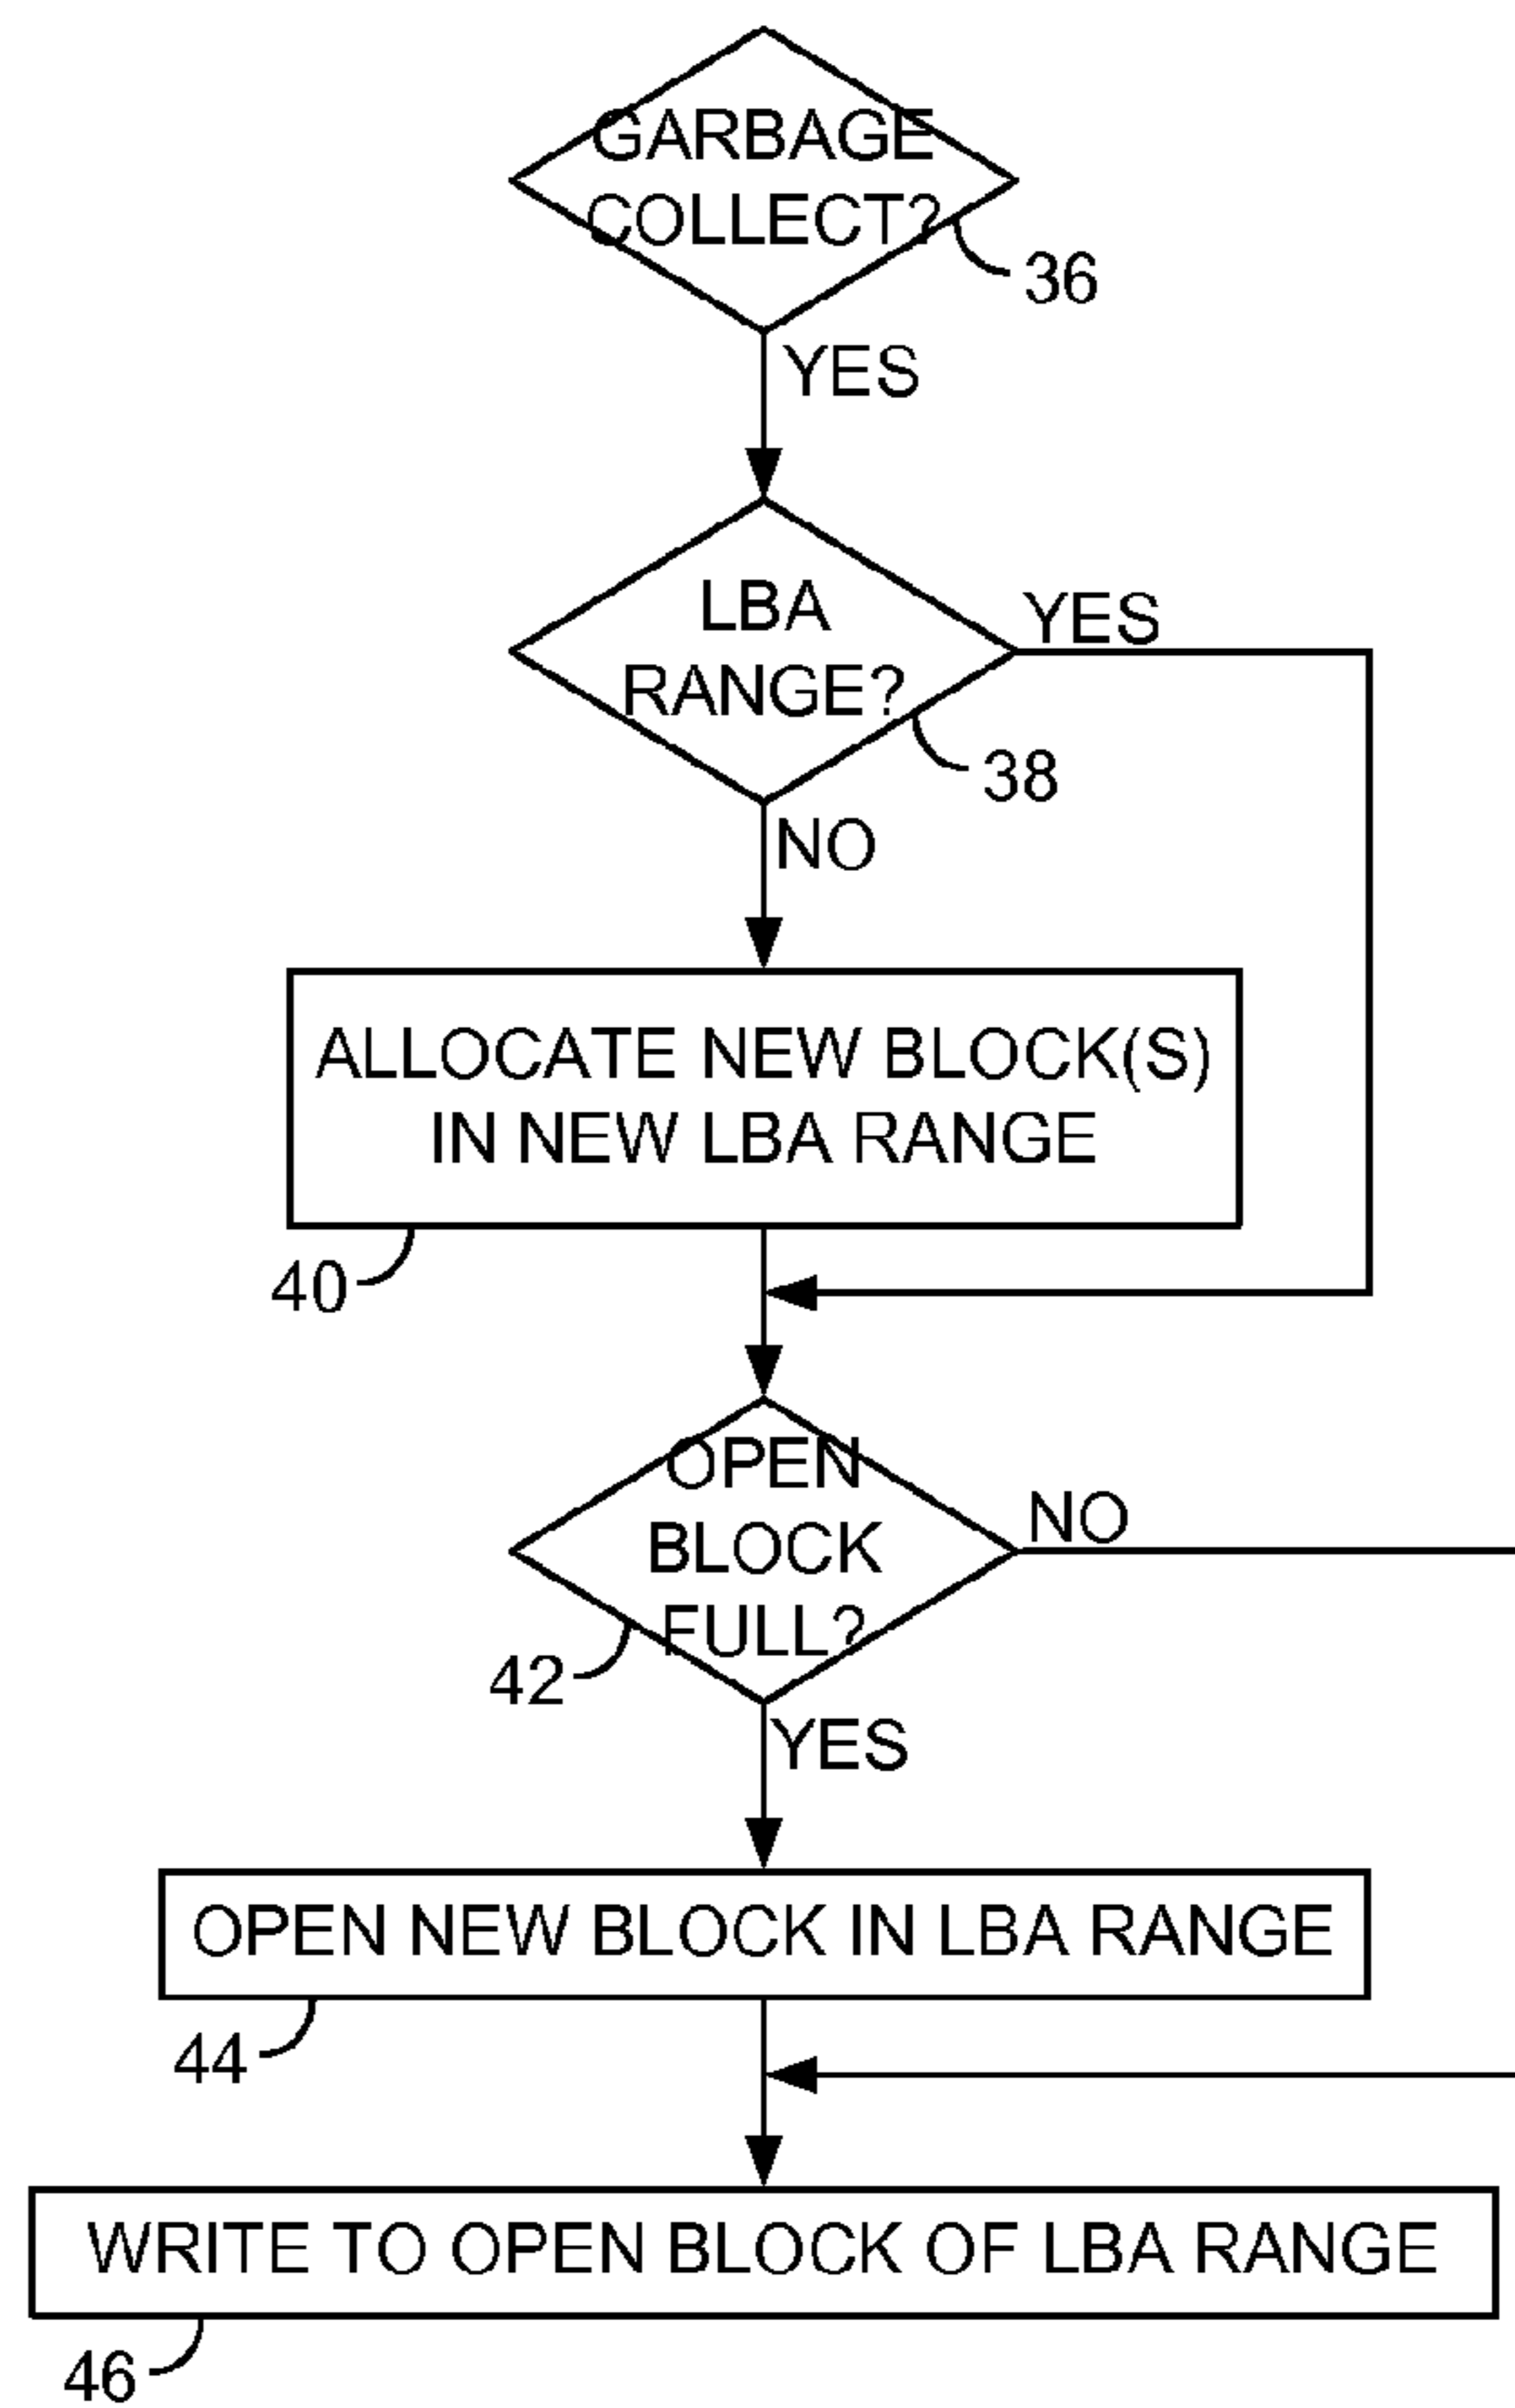 GARBAGE
COLLECT?
36
YES
LBA
RANGE?
YES
38
NO
ALLOCATE NEW BLOCK(S)
IN NEW LBA RANGE
40
OPEN
BLOCK
FULL?
NO
42
YES
OPEN NEW BLOCK IN LBA RANGE
44
WRITE TO OPEN BLOCK OF LBA RANGE
46